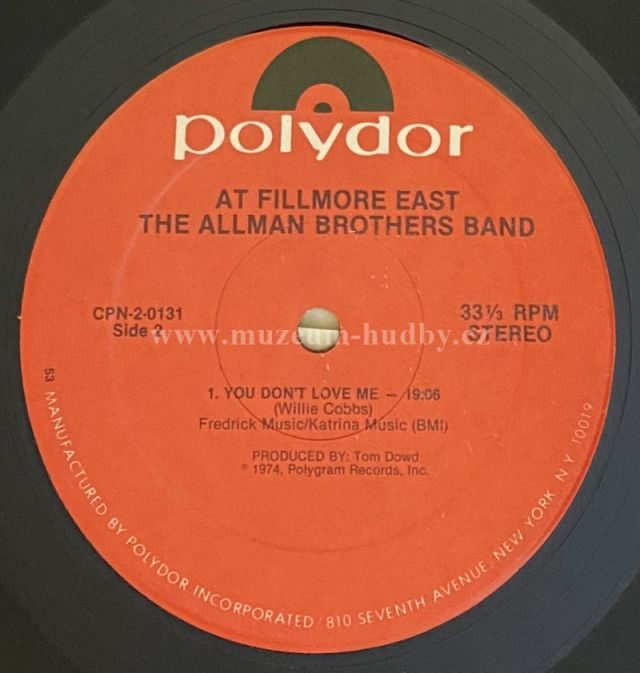 polydor
AT FILLMORE EAST
THE ALLMAN BROTHERS BAND
CPN-2-0131
Side 2
33⅓ RPM
STEREO
www.muzeum-hudby.cz
1. YOU DON'T LOVE ME — 19:06
(Willie Cobbs)
Fredrick Music/Katrina Music (BMI)
PRODUCED BY: Tom Dowd
℗ 1974, Polygram Records, Inc.
53 MANUFACTURED BY POLYDOR INCORPORATED/810 SEVENTH AVENUE, NEW YORK, N.Y. 10019